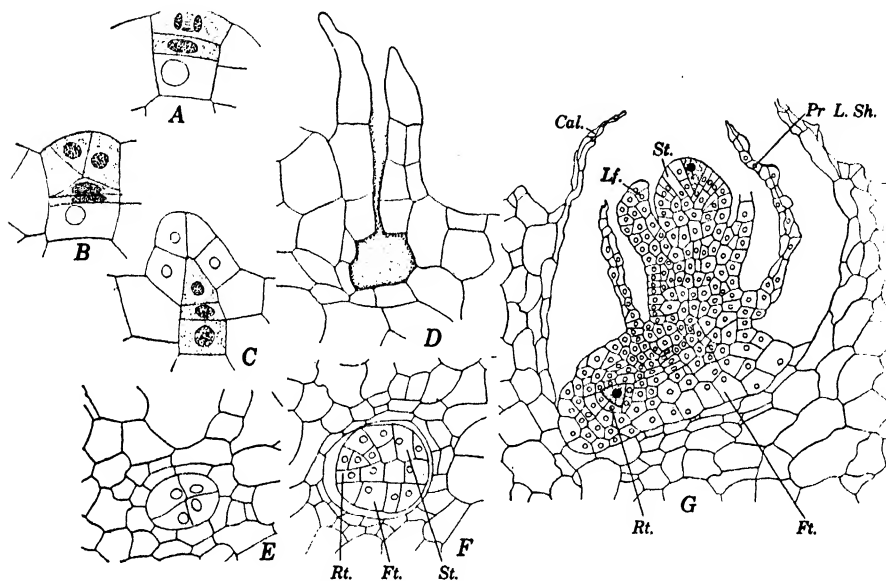 A
B
C
D
E
Rt. Ft. St.
F
Cal.
Lf.
St.
Pr L. Sh.
G
Rt.
Ft.